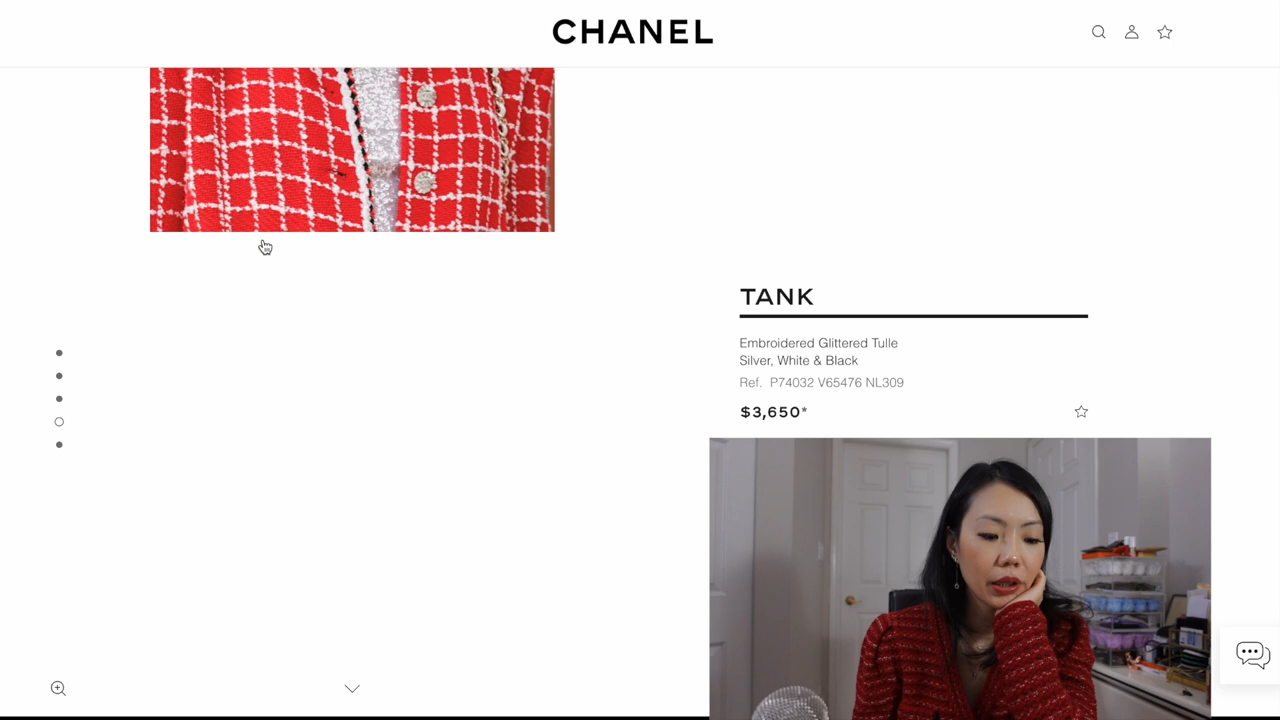 CHANEL
TANK
Embroidered Glittered Tulle
Silver, White & Black
Ref. P74032 V65476 NL309
$3,650*